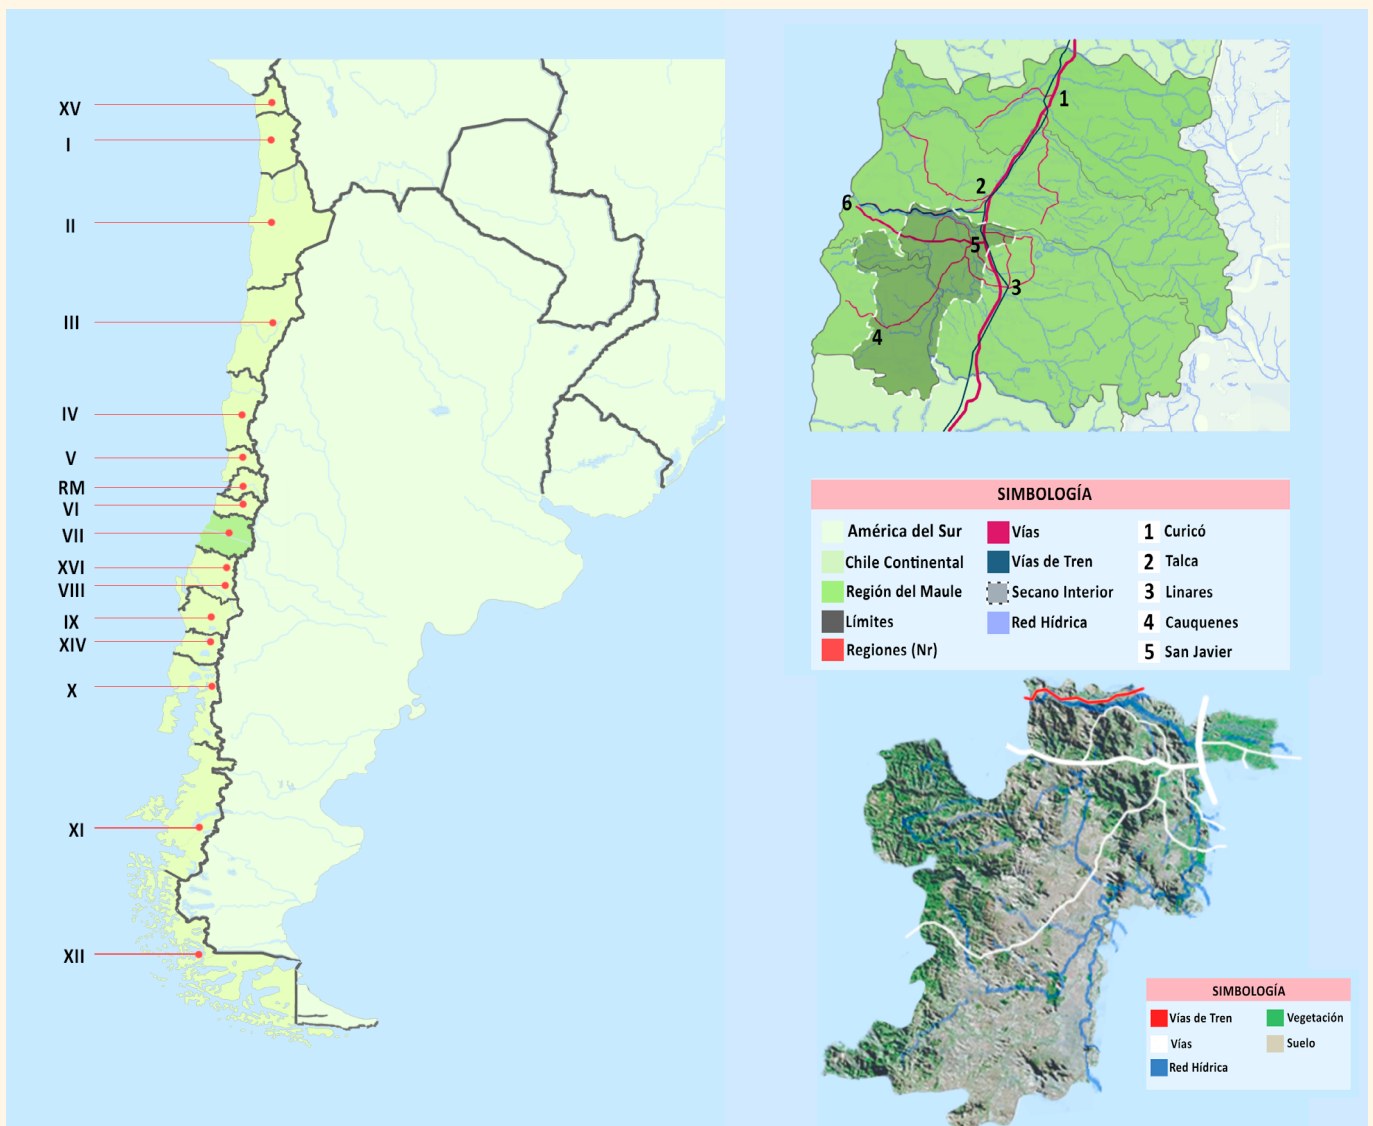 XV
I
II
III
IV
V
RM
VI
VII
XVI
VIII
IX
XIV
X
XI
XII
1
2
6
5
3
4
SIMBOLOGÍA
América del Sur
Chile Continental
Región del Maule
Límites
Regiones (Nr)
Vías
Vías de Tren
Secano Interior
Red Hídrica
1 Curicó
2 Talca
3 Linares
4 Cauquenes
5 San Javier
SIMBOLOGÍA
Vías de Tren
Vías
Red Hídrica
Vegetación
Suelo